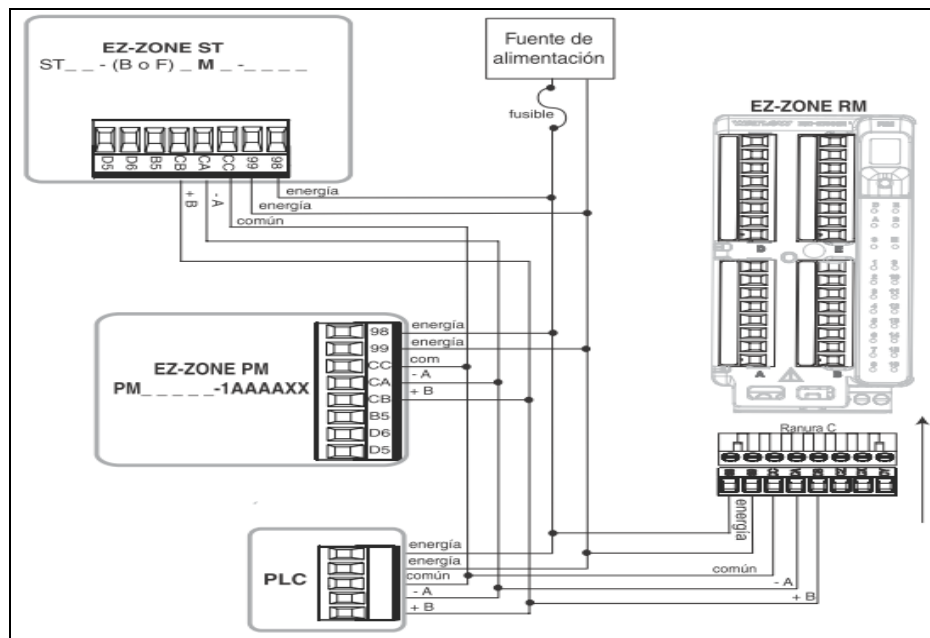 EZ-ZONE ST
ST_ _ - (B o F) _ M _ -_ _ _ _
D5 D6 B5 CB CA CC 99 98
+ B
- A
energía
energía
común
Fuente de
alimentación
fusible
EZ-ZONE RM
D E
A B
EZ-ZONE PM
PM_ _ _ _ _-1AAAAXX
98
99
CC
CA
CB
B5
D6
D5
energía
energía
com
- A
+ B
Ranura C
energía
común
- A
+ B
PLC
energía
energía
común
- A
+ B